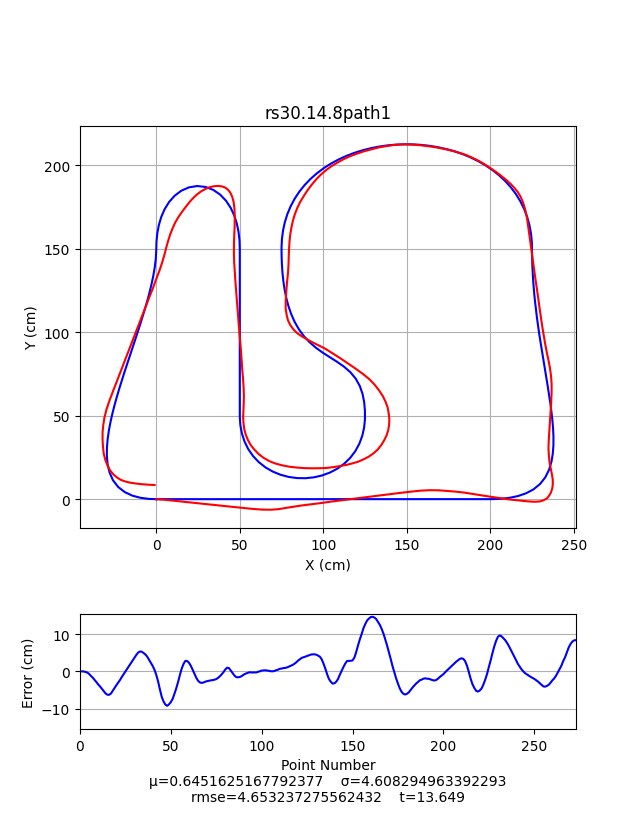 rs30.14.8path1
200
150
100
50
0
Y (cm)
0 50 100 150 200 250
X (cm)
10
0
−10
Error (cm)
0 50 100 150 200 250
Point Number
μ=0.6451625167792377 σ=4.608294963392293
rmse=4.653237275562432 t=13.649